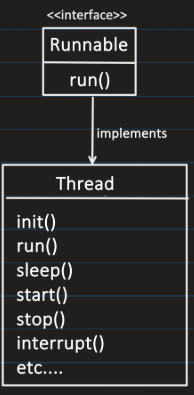 <<interface>>
Runnable
run()
implements
Thread
init()
run()
sleep()
start()
stop()
interrupt()
etc....